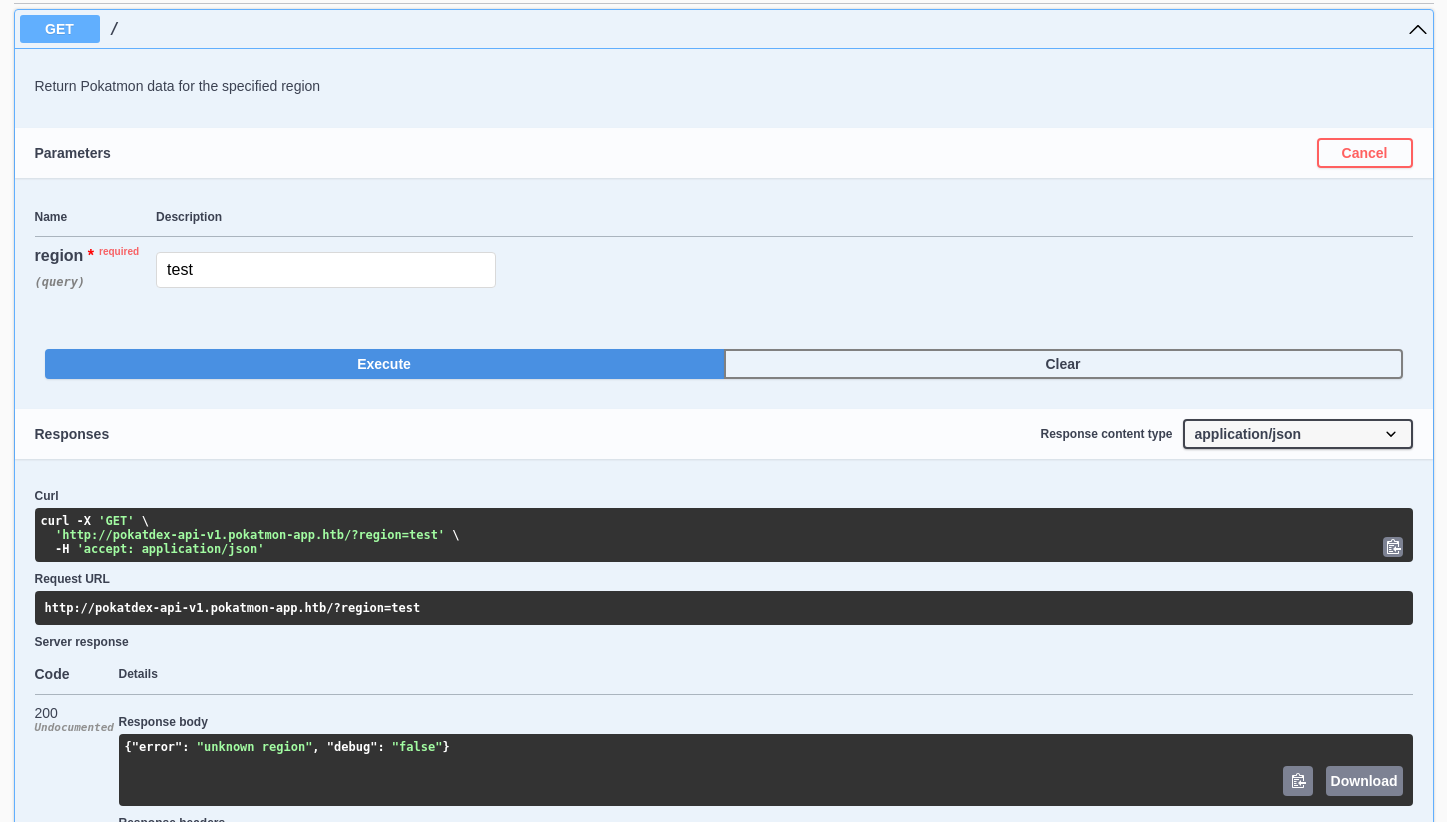 GET /
Return Pokatmon data for the specified region
Parameters
Cancel
Name Description
region * required
(query)
test
Execute Clear
Responses
Response content type application/json
Curl
curl -X 'GET' \
'http://pokatdex-api-v1.pokatmon-app.htb/?region=test' \
-H 'accept: application/json'
Request URL
http://pokatdex-api-v1.pokatmon-app.htb/?region=test
Server response
Code Details
200
Undocumented
Response body
{"error": "unknown region", "debug": "false"}
Download
Response headers